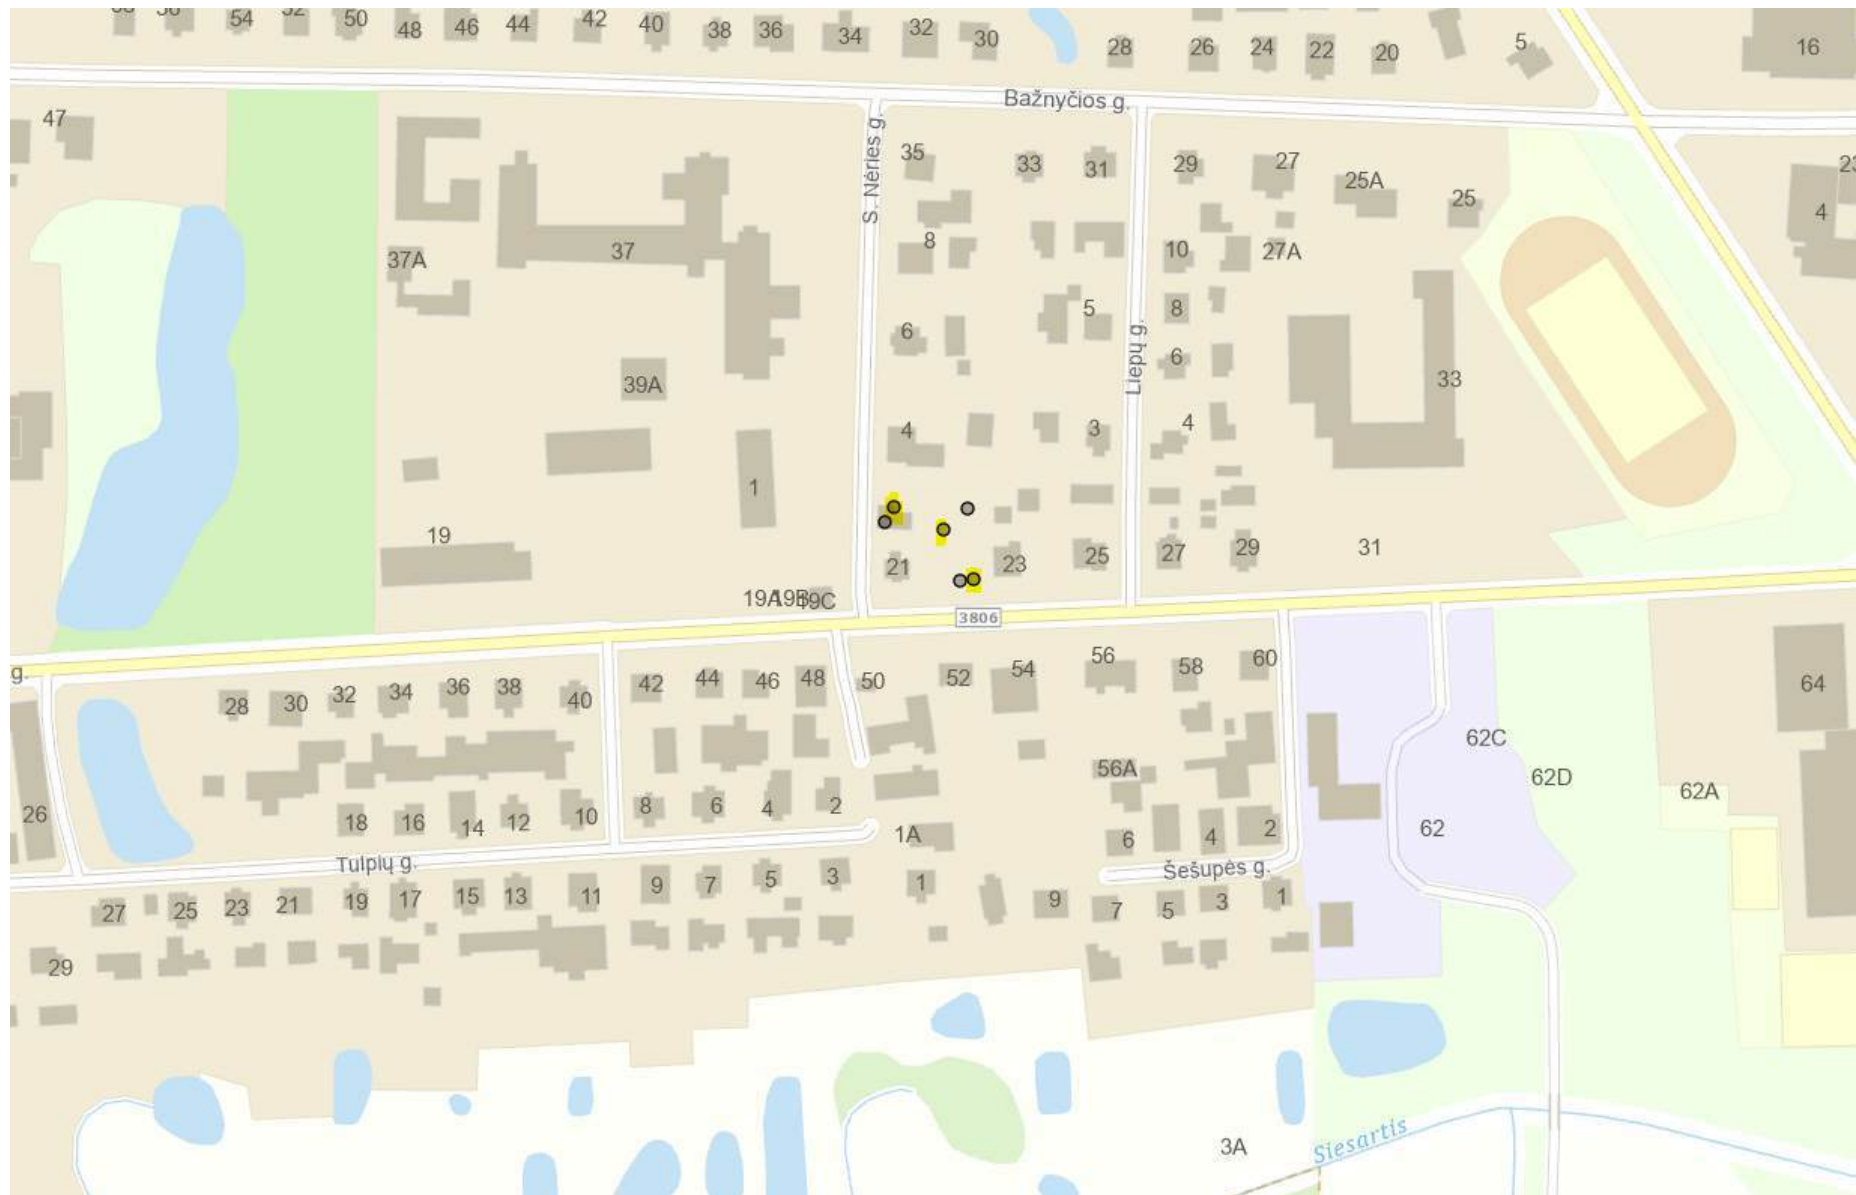 54 50 48 46 44 42 40 38 36 34 32 30 28 26 24 22 20 5 16
Bažnyčios g.
47
S. Nėries g.
35 33 31 29 27 25A 25 4
37A 37 8 10 27A
6 5 8
Liepų g.
39A 6 33
4 3 4
1
19
21 23 25 27 29 31
19A 19B 19C
3806
g.
28 30 32 34 36 38 40 42 44 46 48 50 52 54 56 58 60 64
62C
56A 62D
26 18 16 14 12 10 8 6 4 2 1A 6 4 2 62 62A
Tulpių g.
Šešupės g.
27 25 23 21 19 17 15 13 11 9 7 5 3 1 9 7 5 3 1
29
3A
Siesartis